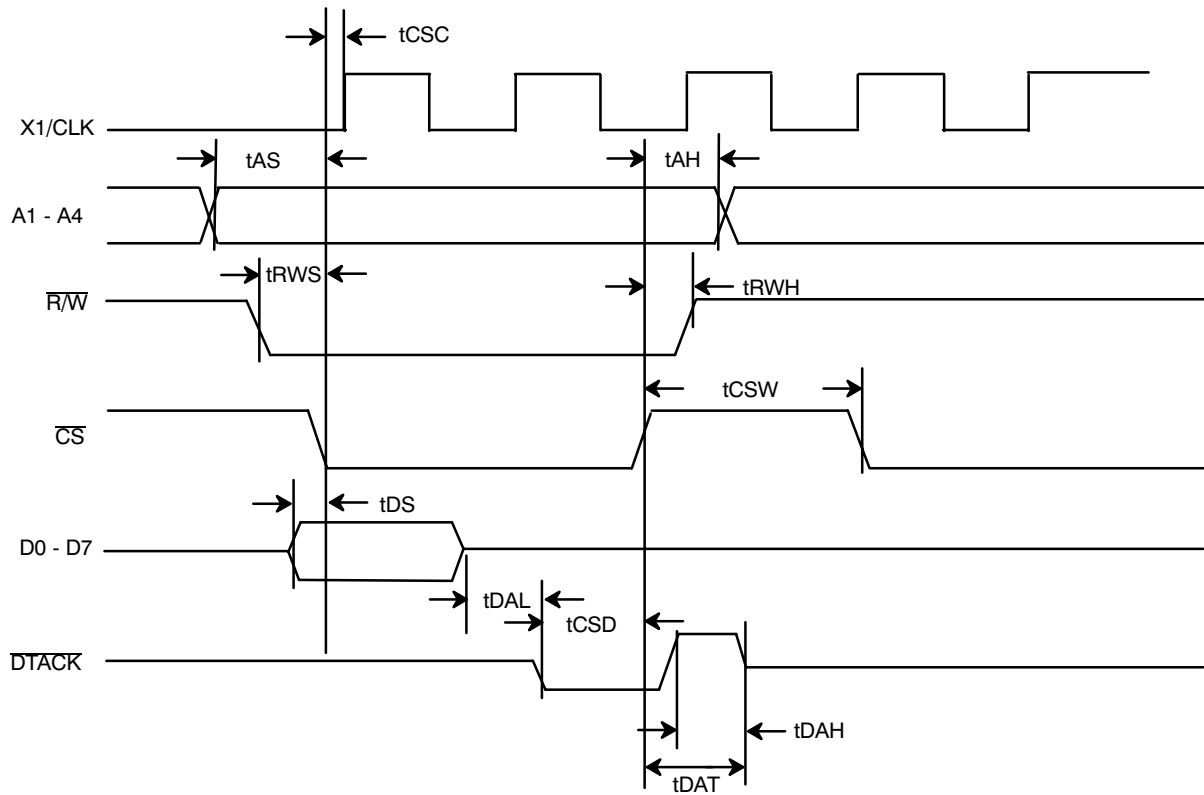 tCSC
X1/CLK
tAS
tAH
A1 - A4
tRWS
tRWH
R/W
tCSW
CS
tDS
D0 - D7
tDAL
tCSD
DTACK
tDAH
tDAT